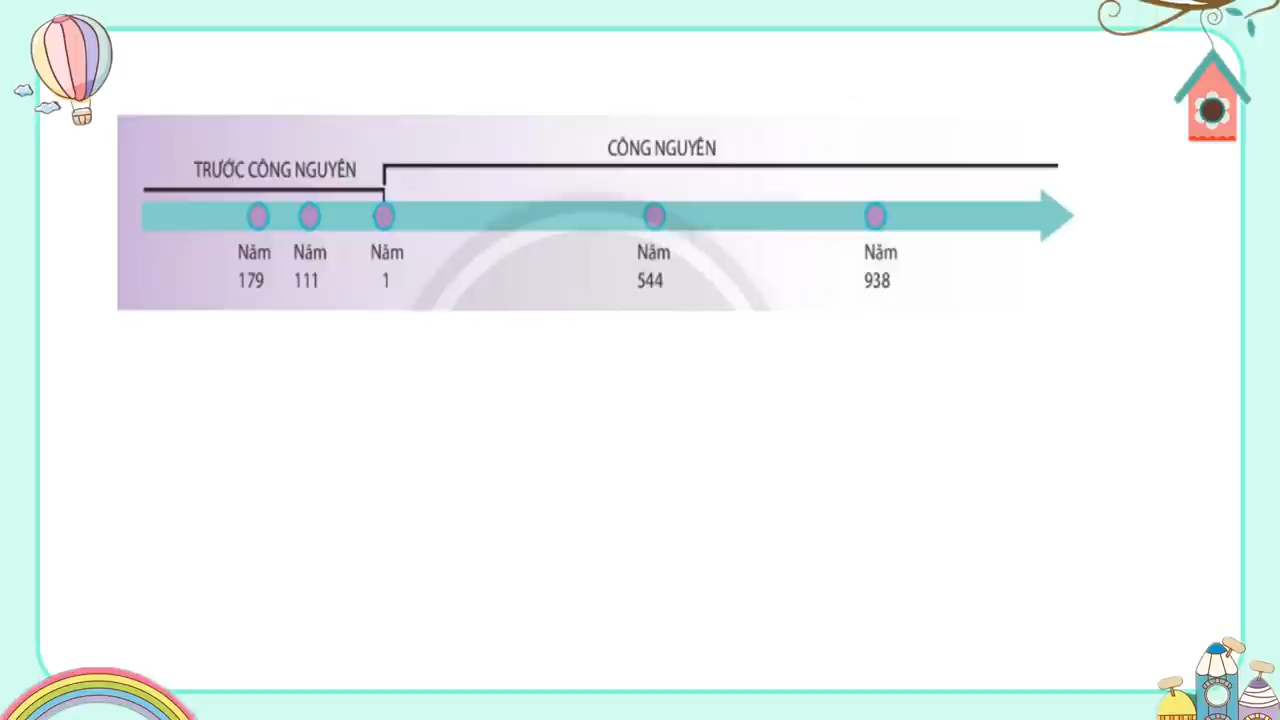 CÔNG NGUYÊN
TRƯỚC CÔNG NGUYÊN
Năm Năm Năm Năm Năm
179 111 1 544 938